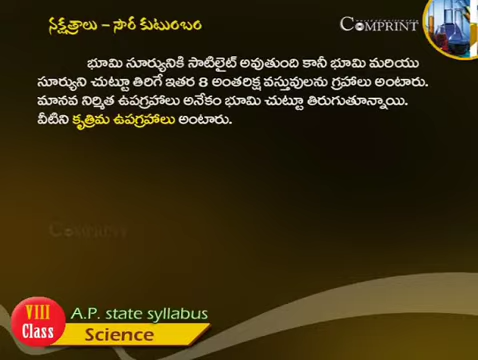 నక్షత్రాలు – సౌర కుటుంబం
COMPRINT
భూమి సూర్యునికి సాటిలైట్ అవుతుంది కానీ భూమి మరియు
సూర్యుని చుట్టూ తిరిగే ఇతర 8 అంతరిక్ష వస్తువులను గ్రహాలు అంటారు.
మానవ నిర్మిత ఉపగ్రహాలు అనేకం భూమి చుట్టూ తిరుగుతూన్నాయి.
వీటిని కృత్రిమ ఉపగ్రహాలు అంటారు.
COMPRINT
VIII
Class
A.P. state syllabus
Science